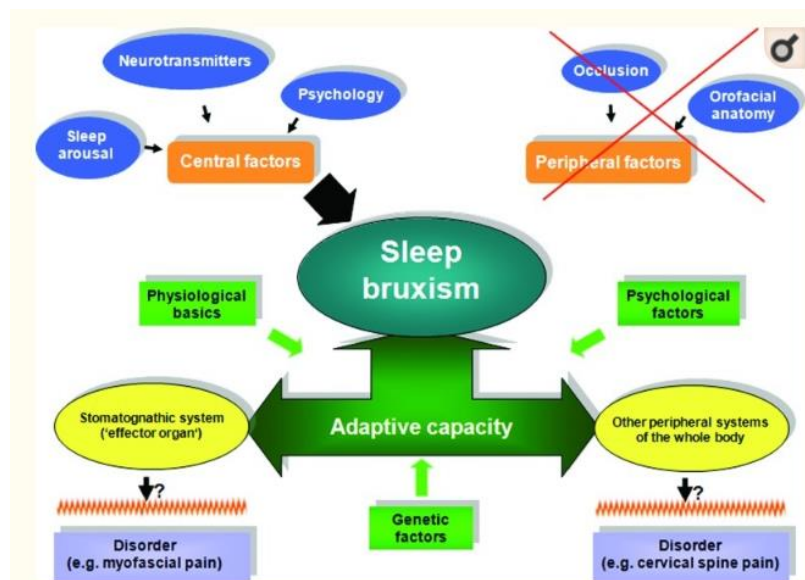 Neurotransmitters
Psychology
Sleep
arousal
Central factors
Occlusion
Orofacial
anatomy
Peripheral factors
Sleep
bruxism
Physiological
basics
Psychological
factors
Stomatognathic system
('effector organ')
Adaptive capacity
Other peripheral systems
of the whole body
?
?
Genetic
factors
Disorder
(e.g. myofascial pain)
Disorder
(e.g. cervical spine pain)